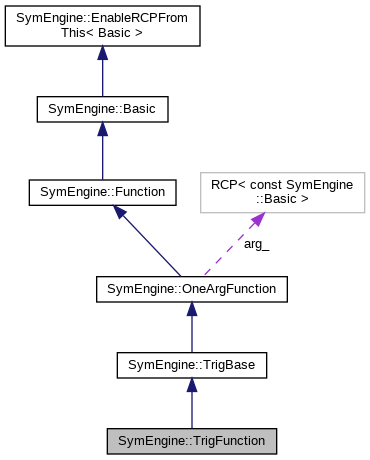 SymEngine::EnableRCPFrom
This< Basic >
SymEngine::Basic
SymEngine::Function
RCP< const SymEngine
::Basic >
arg_
SymEngine::OneArgFunction
SymEngine::TrigBase
SymEngine::TrigFunction